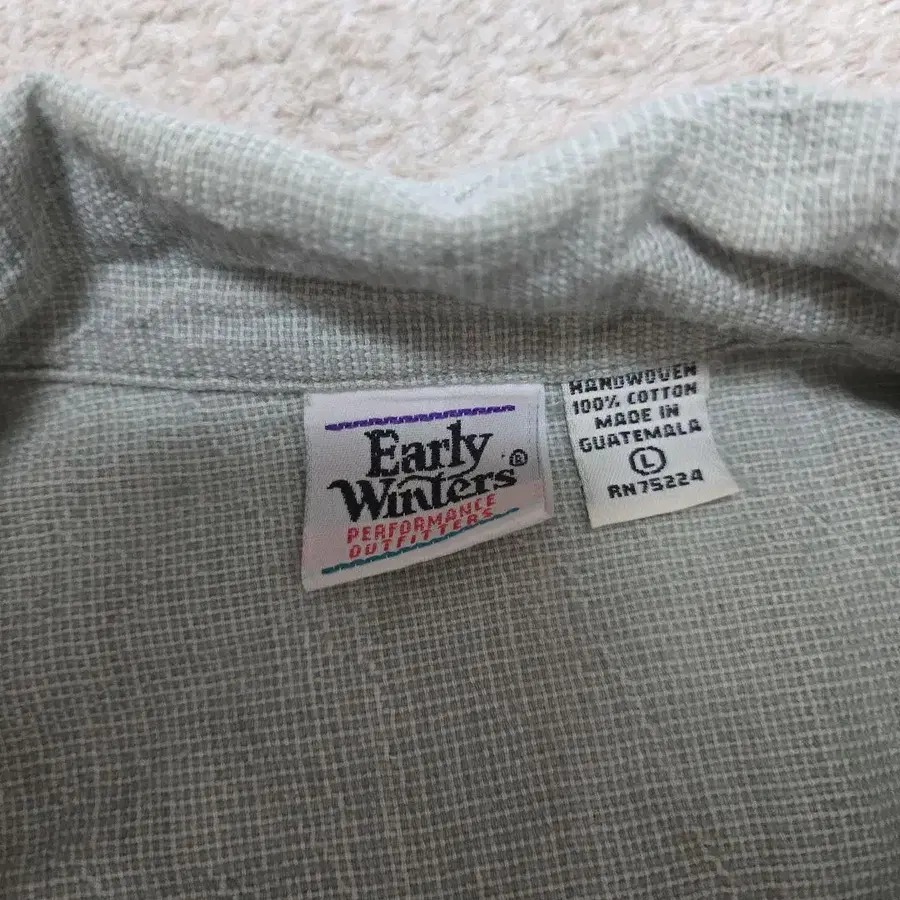 Early
Winters®
PERFORMANCE
OUTFITTERS
HANDWOVEN
100% COTTON
MADE IN
GUATEMALA
L
RN75224